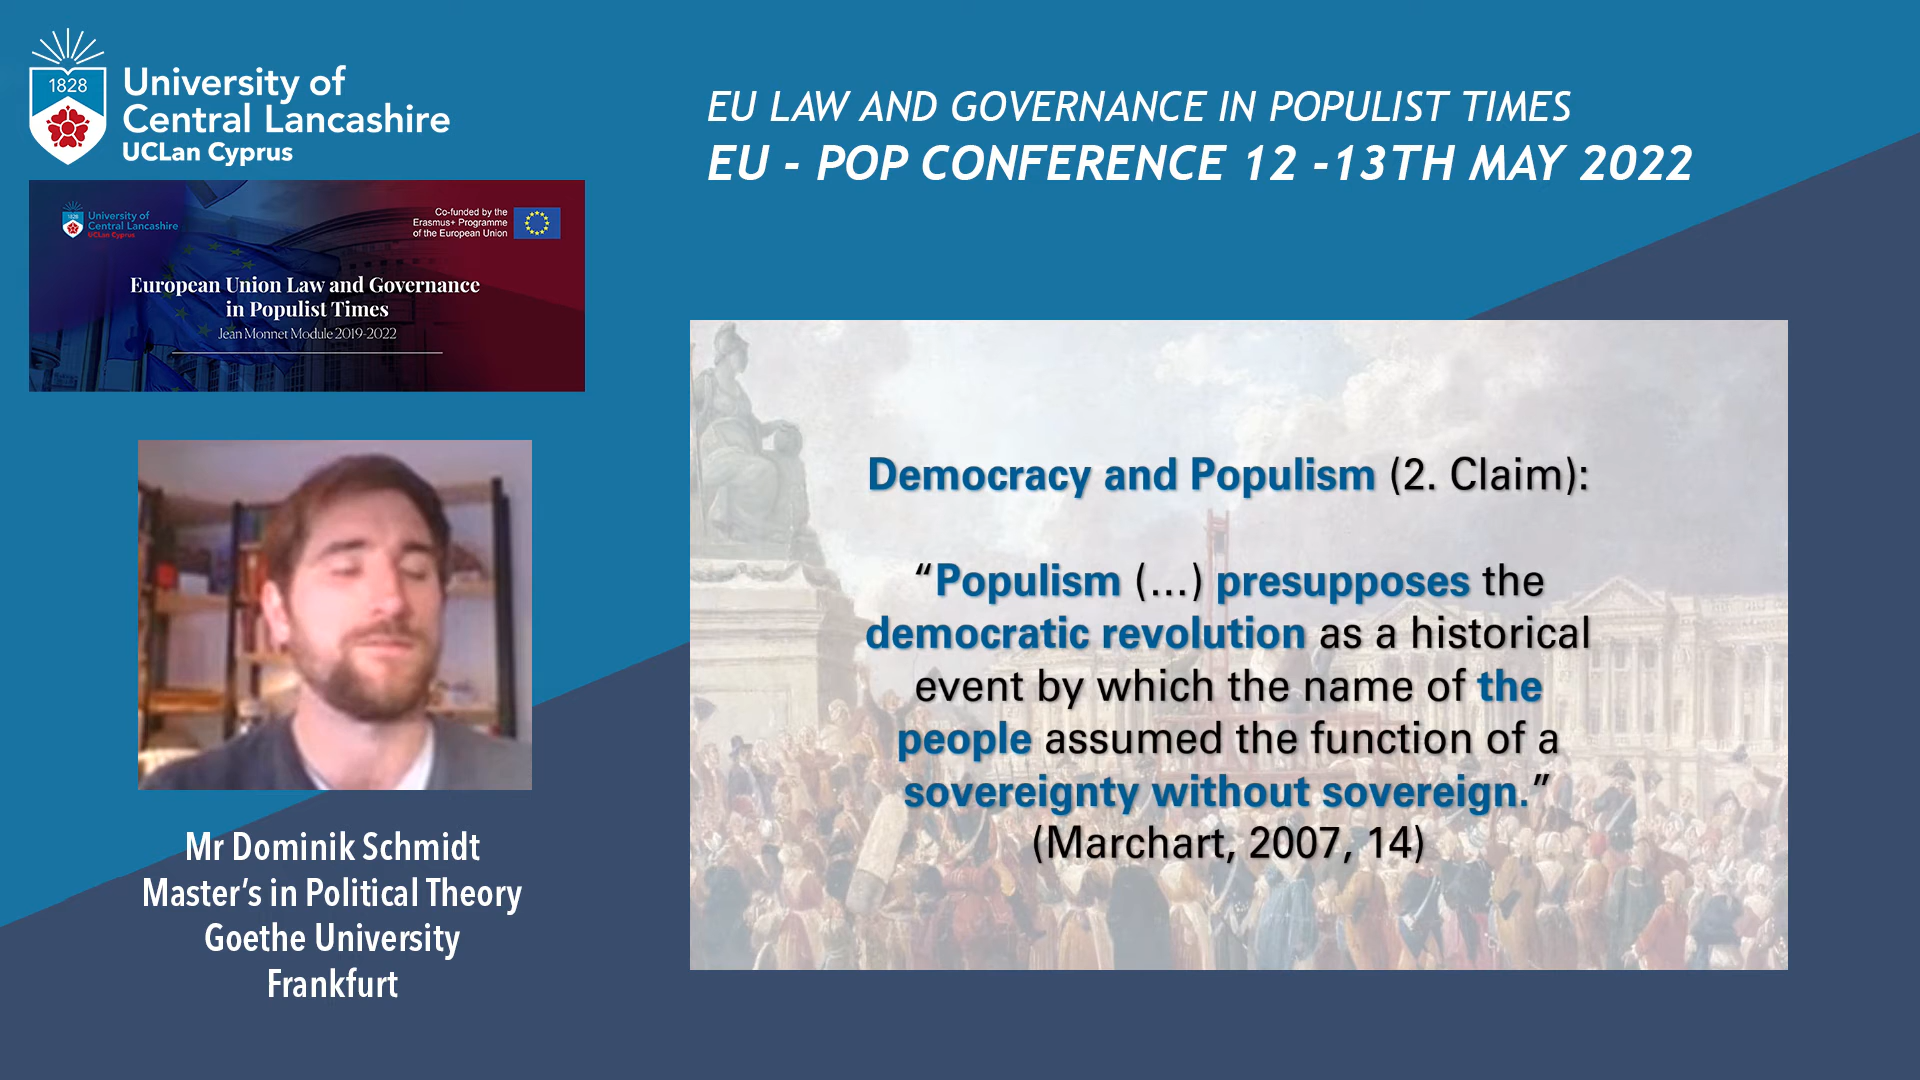 1828
University of
Central Lancashire
UCLan Cyprus
EU LAW AND GOVERNANCE IN POPULIST TIMES
EU - POP CONFERENCE 12 -13TH MAY 2022
1828
University of
Central Lancashire
UCLan Cyprus
Co-funded by the
Erasmus+ Programme
of the European Union
European Union Law and Governance
in Populist Times
Jean Monnet Module 2019-2022
Democracy and Populism (2. Claim):
“Populism (...) presupposes the
democratic revolution as a historical
event by which the name of the
people assumed the function of a
sovereignty without sovereign.”
(Marchart, 2007, 14)
Mr Dominik Schmidt
Master’s in Political Theory
Goethe University
Frankfurt